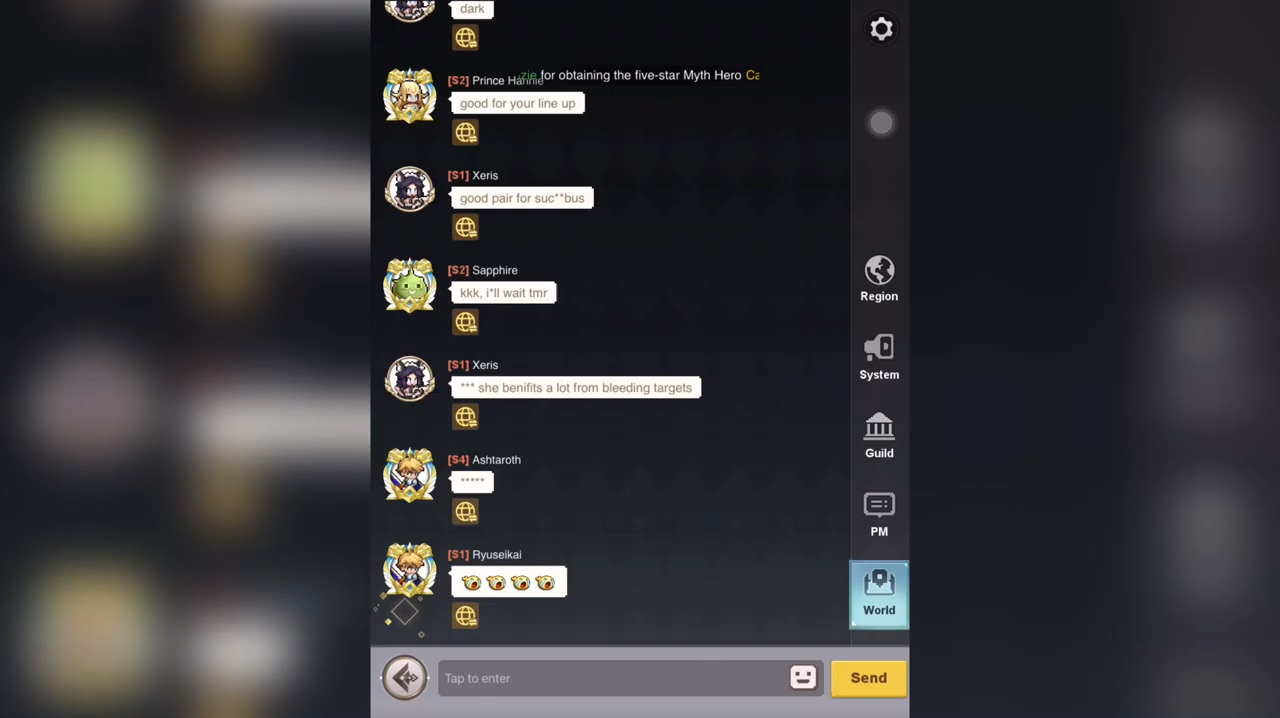 dark
zie for obtaining the five-star Myth Hero Ca
[S2] Prince Hannie
good for your line up
[S1] Xeris
good pair for suc**bus
[S2] Sapphire
kkk, i*ll wait tmr
[S1] Xeris
*** she benifits a lot from bleeding targets
[S4] Ashtaroth
*****
[S1] Ryuseikai
Region
System
Guild
PM
World
Tap to enter
Send